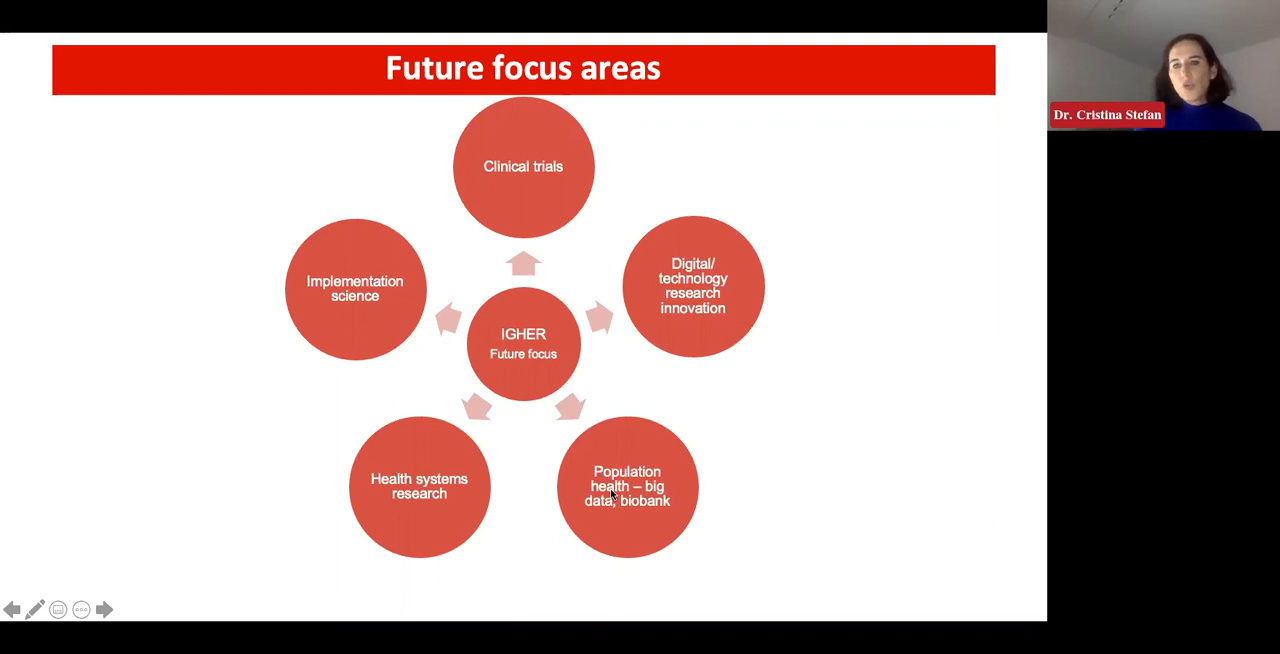 Future focus areas
Dr. Cristina Stefan
Clinical trials
Digital/
technology
research
innovation
Implementation
science
IGHER
Future focus
Health systems
research
Population
health – big
data, biobank